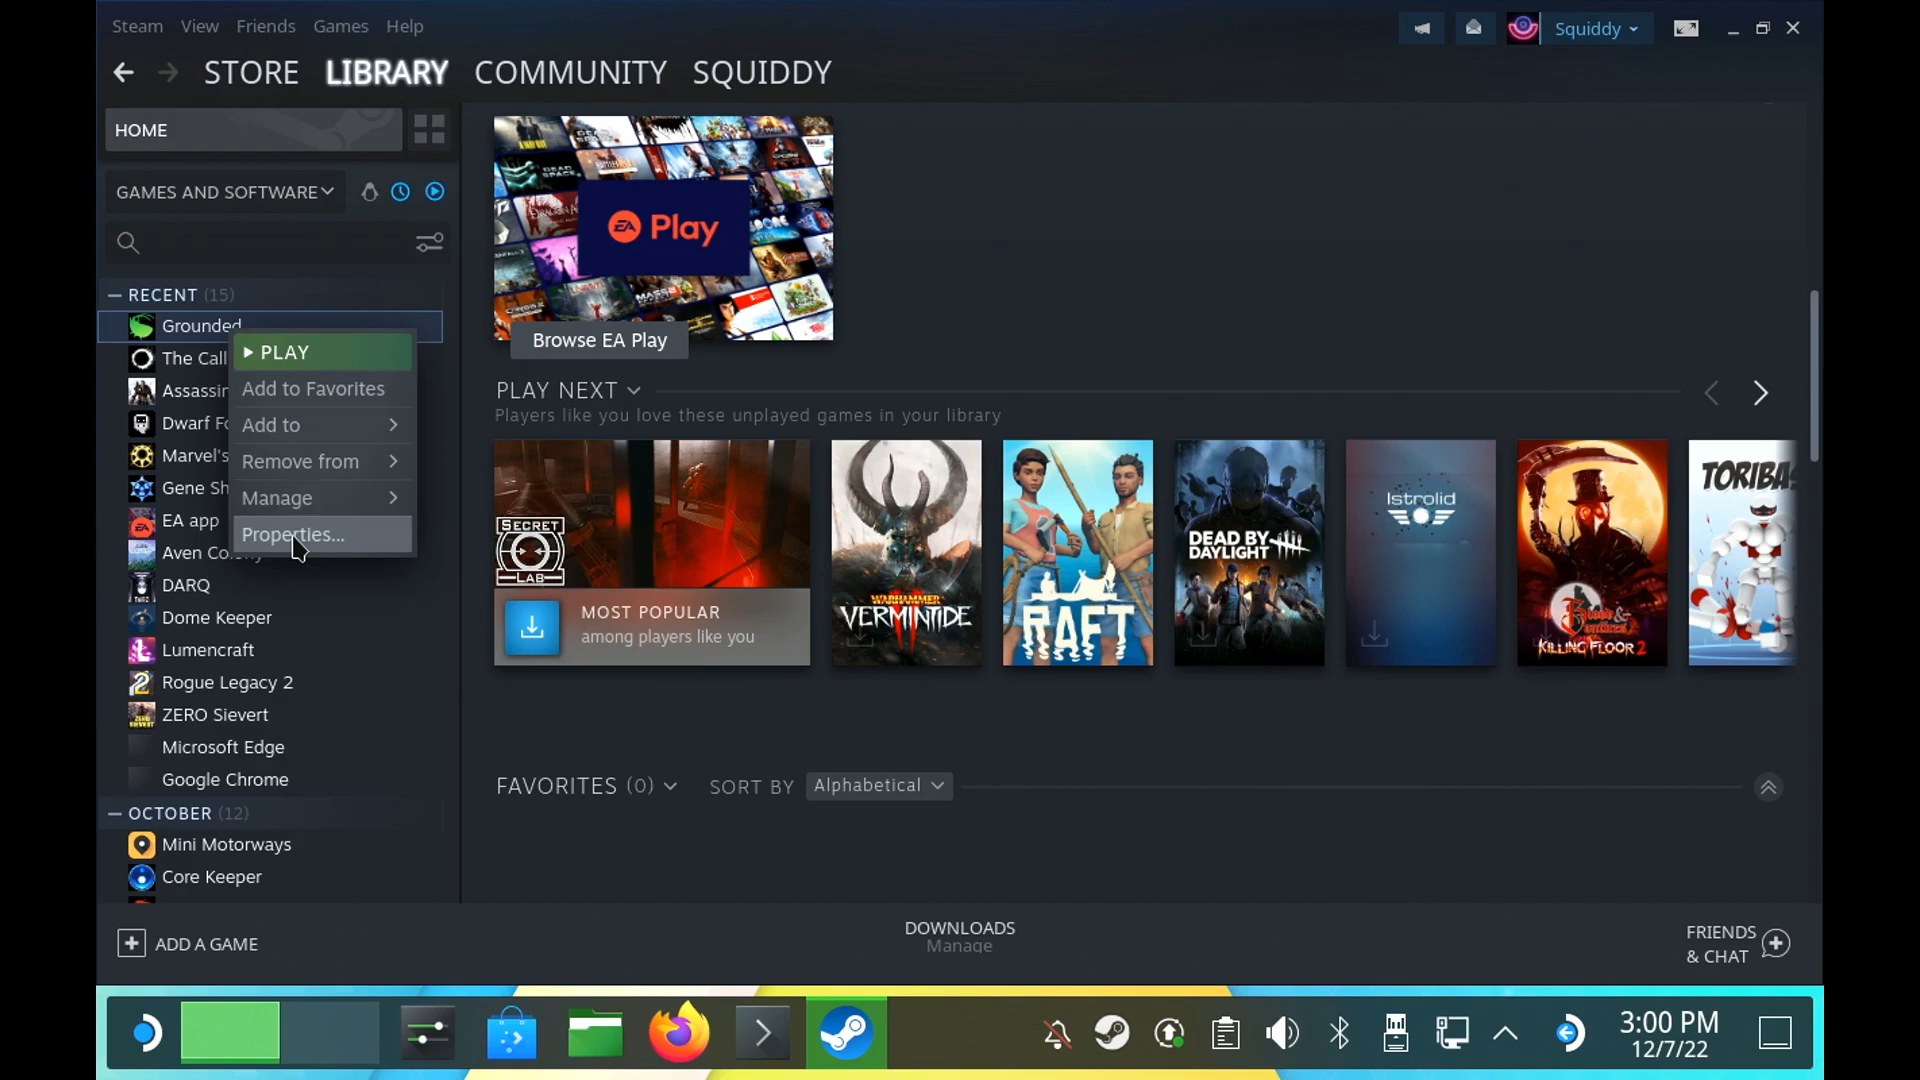 Steam View Friends Games Help
Squiddy
STORE LIBRARY COMMUNITY SQUIDDY
HOME
GAMES AND SOFTWARE
RECENT (15)
Grounded
The Call
Assassin
Dwarf Fo
Marvel's
Gene Sh
EA app
Aven Colony
DARQ
Dome Keeper
Lumencraft
Rogue Legacy 2
ZERO Sievert
Microsoft Edge
Google Chrome
OCTOBER (12)
Mini Motorways
Core Keeper
PLAY
Add to Favorites
Add to
Remove from
Manage
Properties...
EA Play
Browse EA Play
PLAY NEXT
Players like you love these unplayed games in your library
SECRET
LAB
MOST POPULAR
among players like you
WARHAMMER
VERMINTIDE
RAFT
DEAD BY
DAYLIGHT
Istrolid
KILLING FLOOR 2
TORIBAS
FAVORITES (0) SORT BY Alphabetical
ADD A GAME
DOWNLOADS
Manage
FRIENDS
& CHAT
3:00 PM
12/7/22